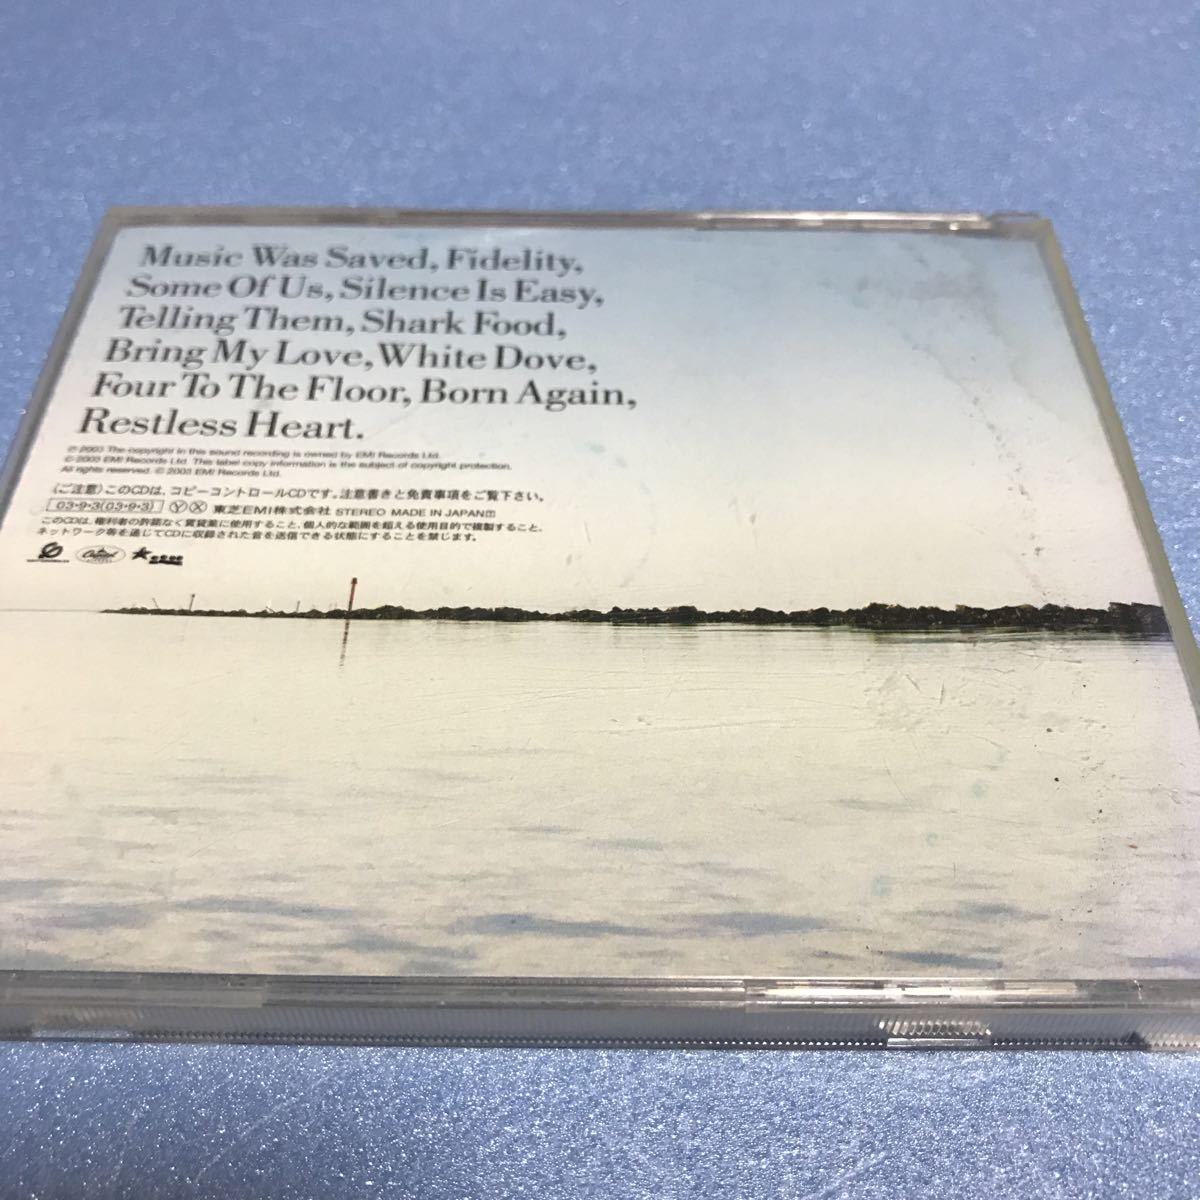 Music Was Saved, Fidelity,
Some Of Us, Silence Is Easy,
Telling Them, Shark Food,
Bring My Love, White Dove,
Four To The Floor, Born Again,
Restless Heart.
℗ 2003 The copyright in this sound recording is owned by EMI Records Ltd.
© 2003 EMI Records Ltd. This label copy information is the subject of copyright protection.
All rights reserved. © 2003 EMI Records Ltd.
〈ご注意〉このCDは、コピーコントロールCDです。注意書きと免責事項をご覧下さい。
03・9・3(03・9・3) Ⓨ Ⓧ 東芝EMI株式会社 STEREO MADE IN JAPAN
このCDは、権利者の許諾なく賃貸業に使用すること、個人的な範囲を超える使用目的で複製すること、
ネットワーク等を通じてCDに収録された音を送信できる状態にすることを禁じます。
Capitol